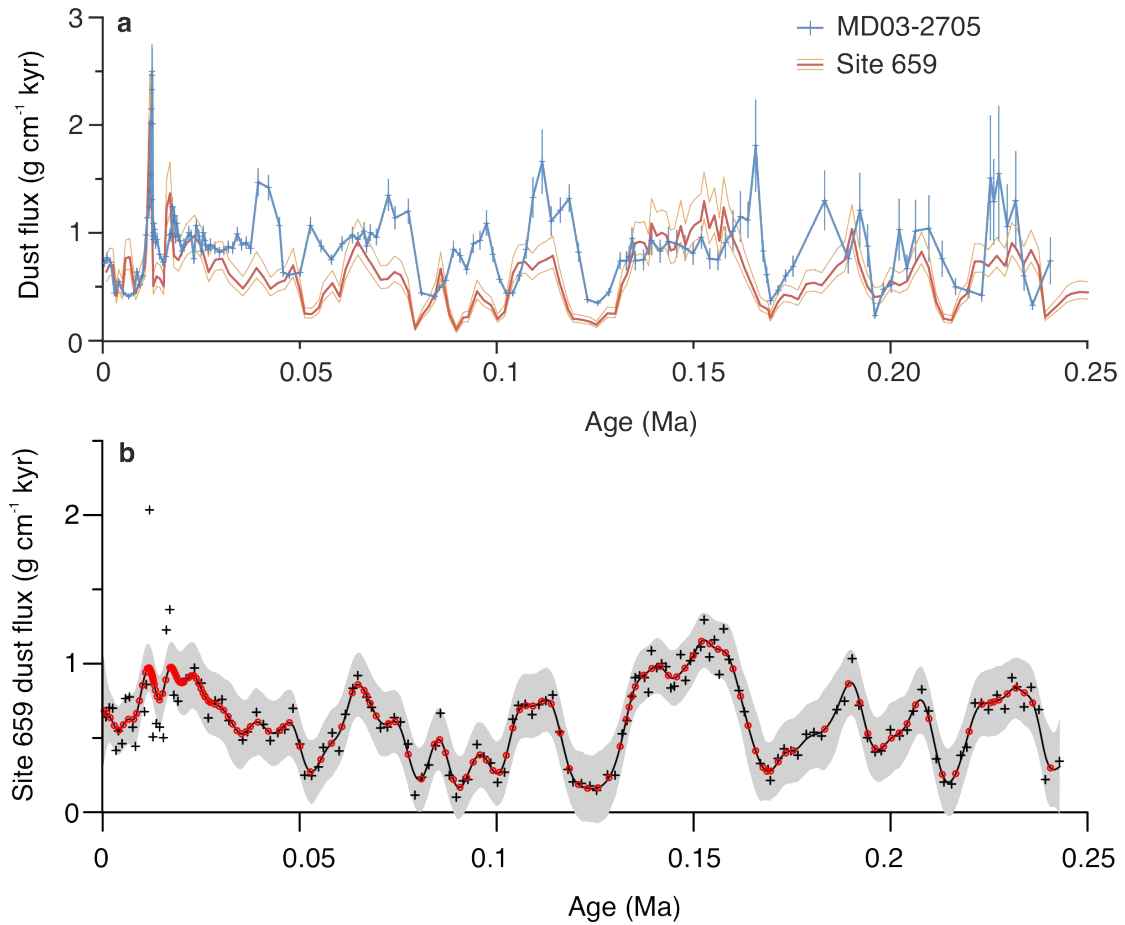 a
MD03-2705
Site 659
Dust flux (g cm⁻¹ kyr)
3
2
1
0
0 0.05 0.1 0.15 0.20 0.25
Age (Ma)
b
Site 659 dust flux (g cm⁻¹ kyr)
2
1
0
0 0.05 0.1 0.15 0.2 0.25
Age (Ma)